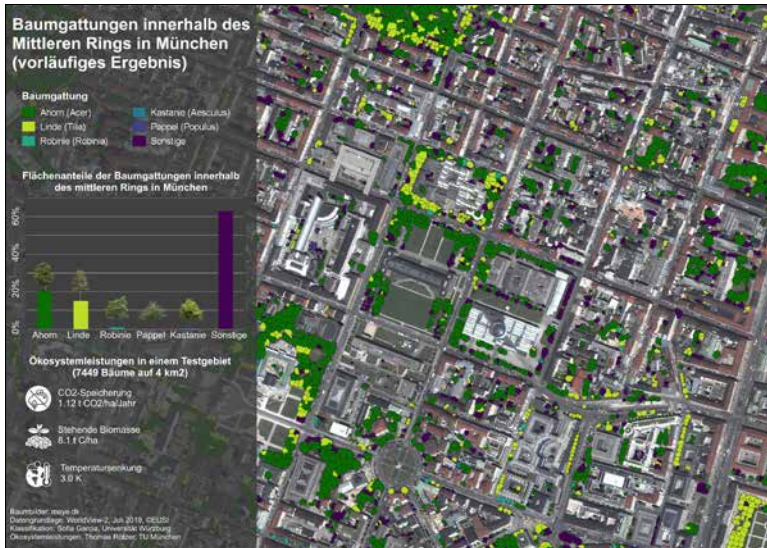 Baumgattungen innerhalb des
Mittleren Rings in München
(vorläufiges Ergebnis)
Baumgattung
Ahorn (Acer)
Kastanie (Aesculus)
Linde (Tilia)
Pappel (Populus)
Robinie (Robinia)
Sonstige
Flächenanteile der Baumgattungen innerhalb
des mittleren Rings in München
60%
40%
20%
0%
Ahorn Linde Robinie Pappel Kastanie Sonstige
Ökosystemleistungen in einem Testgebiet
(7449 Bäume auf 4 km2)
CO2-Speicherung
1.12 t CO2/ha/Jahr
Stehende Biomasse
8.1 t C/ha
Temperatursenkung
3.0 K
Baumbilder: meye.dk
Datengrundlage: WorldView-2, Juli 2019, ©EUSI
Klassifikation: Sofia Garcia, Universität Würzburg
Ökosystemleistungen: Thomas Rötzer, TU München